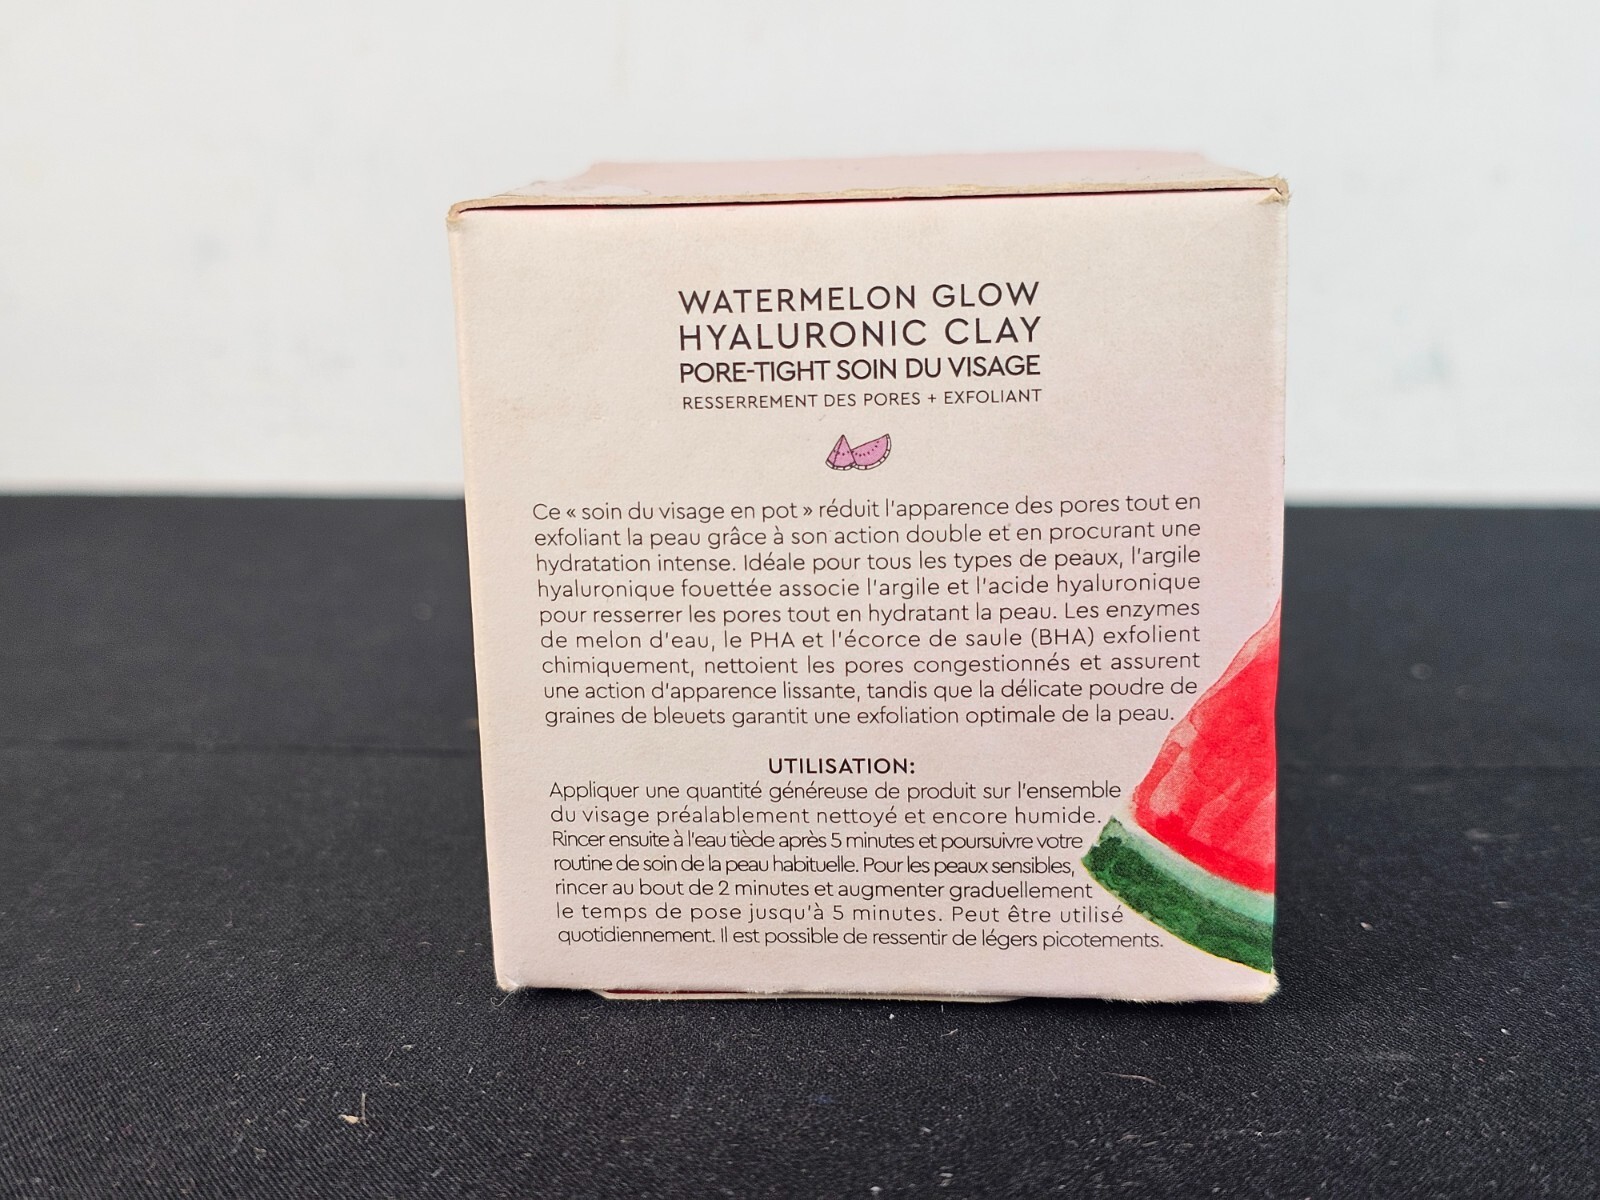 WATERMELON GLOW
HYALURONIC CLAY
PORE-TIGHT SOIN DU VISAGE
RESSERREMENT DES PORES + EXFOLIANT
Ce « soin du visage en pot » réduit l'apparence des pores tout en
exfoliant la peau grâce à son action double et en procurant une
hydratation intense. Idéale pour tous les types de peaux, l'argile
hyaluronique fouettée associe l'argile et l'acide hyaluronique
pour resserrer les pores tout en hydratant la peau. Les enzymes
de melon d'eau, le PHA et l'écorce de saule (BHA) exfolient
chimiquement, nettoient les pores congestionnés et assurent
une action d'apparence lissante, tandis que la délicate poudre de
graines de bleuets garantit une exfoliation optimale de la peau.
UTILISATION:
Appliquer une quantité généreuse de produit sur l'ensemble
du visage préalablement nettoyé et encore humide.
Rincer ensuite à l'eau tiède après 5 minutes et poursuivre votre
routine de soin de la peau habituelle. Pour les peaux sensibles,
rincer au bout de 2 minutes et augmenter graduellement
le temps de pose jusqu'à 5 minutes. Peut être utilisé
quotidiennement. Il est possible de ressentir de légers picotements.